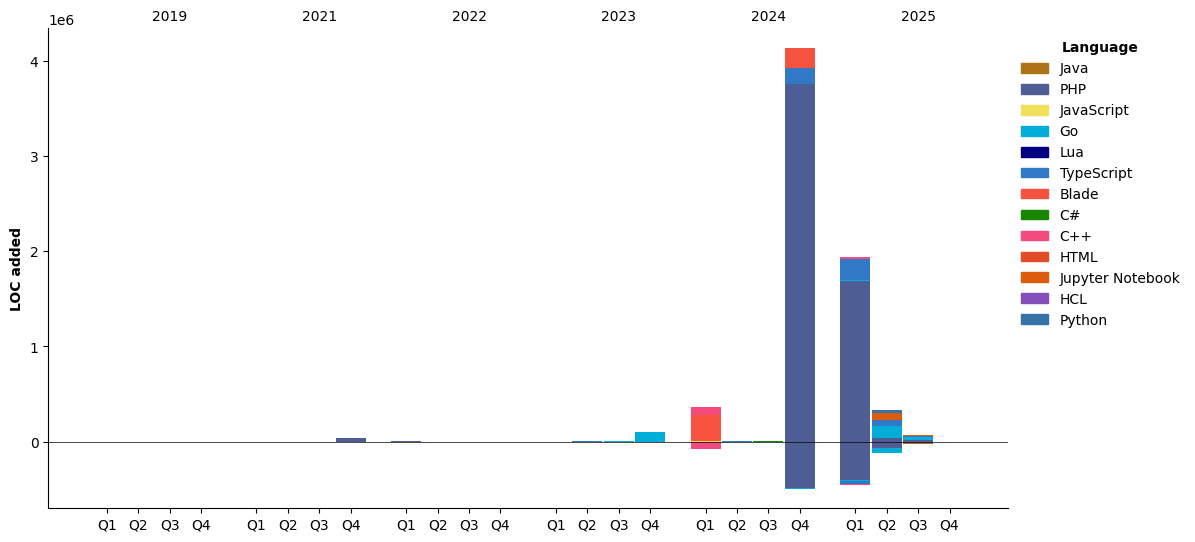 1e6
2019 2021 2022 2023 2024 2025
4
3
2
1
0
LOC added
Q1 Q2 Q3 Q4 Q1 Q2 Q3 Q4 Q1 Q2 Q3 Q4 Q1 Q2 Q3 Q4 Q1 Q2 Q3 Q4 Q1 Q2 Q3 Q4
Language
Java
PHP
JavaScript
Go
Lua
TypeScript
Blade
C#
C++
HTML
Jupyter Notebook
HCL
Python